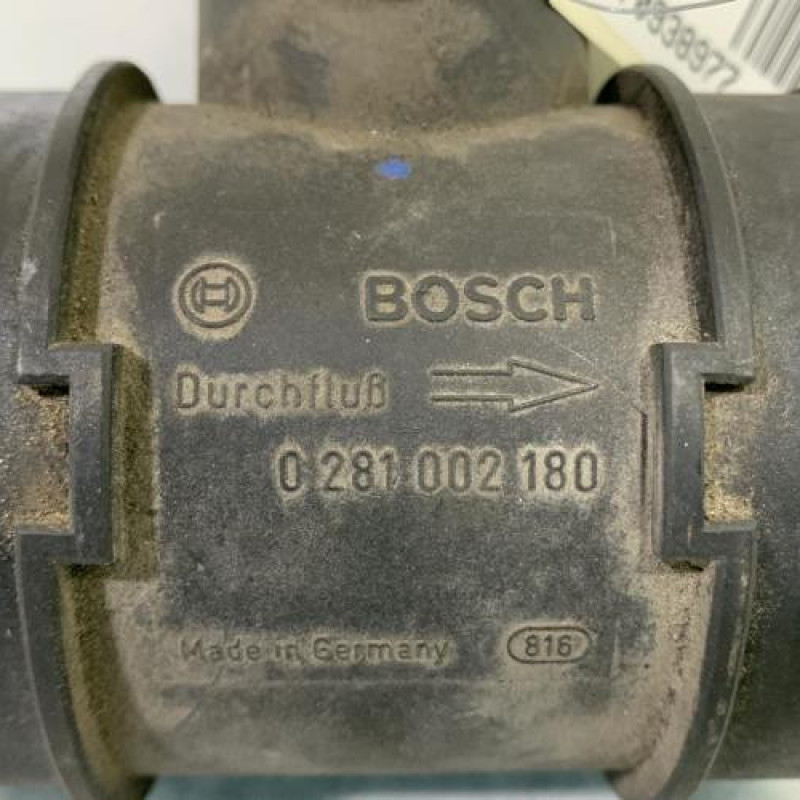 BOSCH
Durchfluß
0 281 002 180
Made in Germany 816